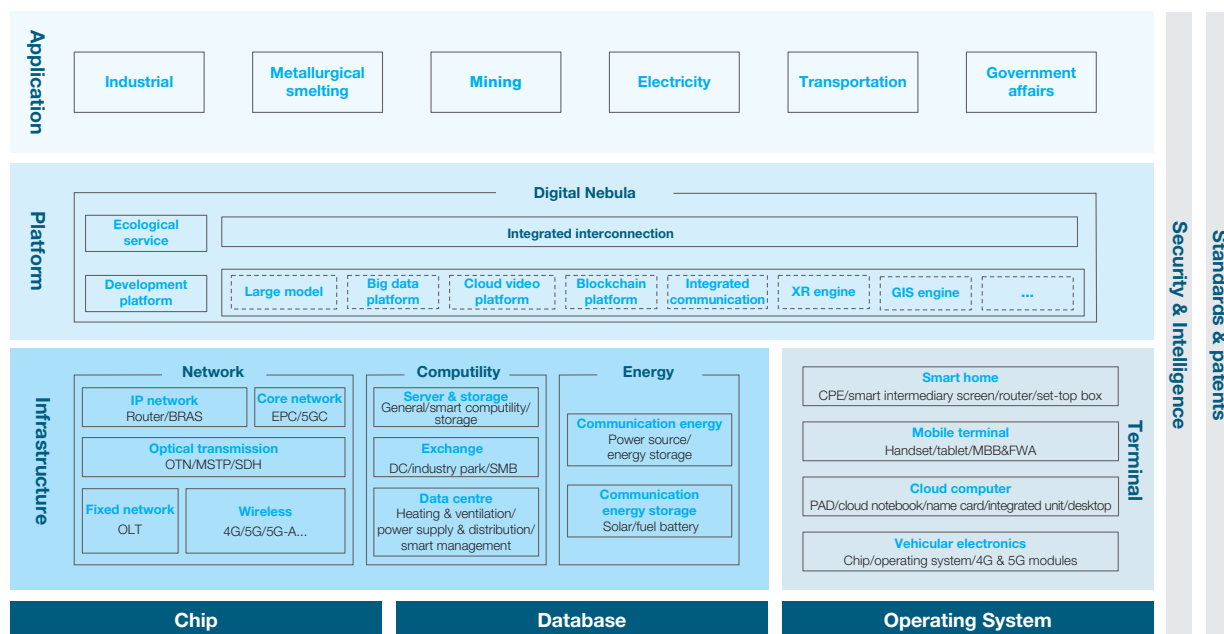 Application
Industrial
Metallurgical
smelting
Mining
Electricity
Transportation
Government
affairs
Platform
Digital Nebula
Ecological
service
Integrated interconnection
Development
platform
Large model
Big data
platform
Cloud video
platform
Blockchain
platform
Integrated
communication
XR engine
GIS engine
...
Infrastructure
Network
IP network
Router/BRAS
Core network
EPC/5GC
Optical transmission
OTN/MSTP/SDH
Fixed network
OLT
Wireless
4G/5G/5G-A...
Computility
Server & storage
General/smart computility/
storage
Exchange
DC/industry park/SMB
Data centre
Heating & ventilation/
power supply & distribution/
smart management
Energy
Communication energy
Power source/
energy storage
Communication
energy storage
Solar/fuel battery
Terminal
Smart home
CPE/smart intermediary screen/router/set-top box
Mobile terminal
Handset/tablet/MBB&FWA
Cloud computer
PAD/cloud notebook/name card/integrated unit/desktop
Vehicular electronics
Chip/operating system/4G & 5G modules
Chip
Database
Operating System
Security & Intelligence
Standards & patents